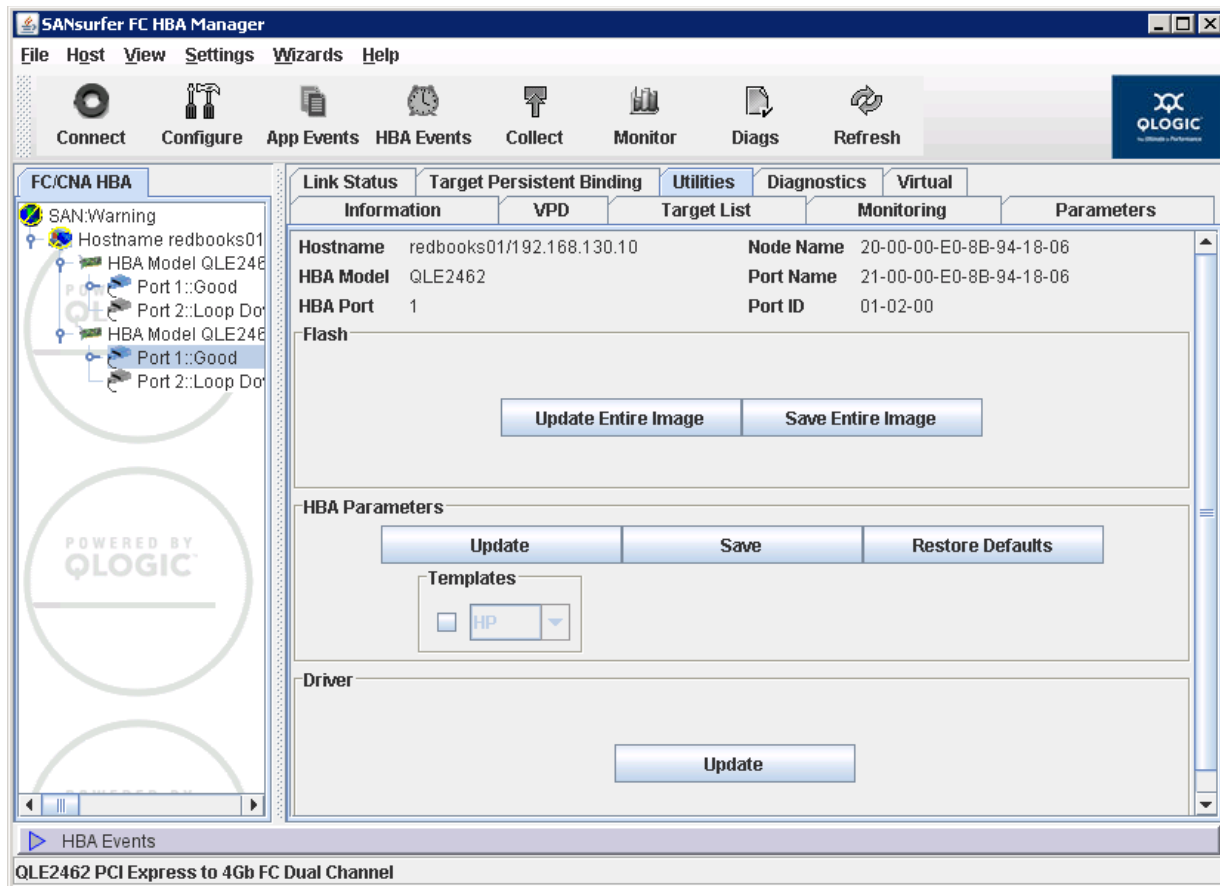 SANsurfer FC HBA Manager
File Host View Settings Wizards Help
Connect Configure App Events HBA Events Collect Monitor Diags Refresh
QLOGIC
FC/CNA HBA
SAN:Warning
Hostname redbooks01
HBA Model QLE246
Port 1::Good
Port 2::Loop Do
HBA Model QLE246
Port 1::Good
Port 2::Loop Do
POWERED BY
QLOGIC
Link Status Target Persistent Binding Utilities Diagnostics Virtual
Information VPD Target List Monitoring Parameters
Hostname redbooks01/192.168.130.10 Node Name 20-00-00-E0-8B-94-18-06
HBA Model QLE2462 Port Name 21-00-00-E0-8B-94-18-06
HBA Port 1 Port ID 01-02-00
Flash
Update Entire Image Save Entire Image
HBA Parameters
Update Save Restore Defaults
Templates
HP
Driver
Update
HBA Events
QLE2462 PCI Express to 4Gb FC Dual Channel